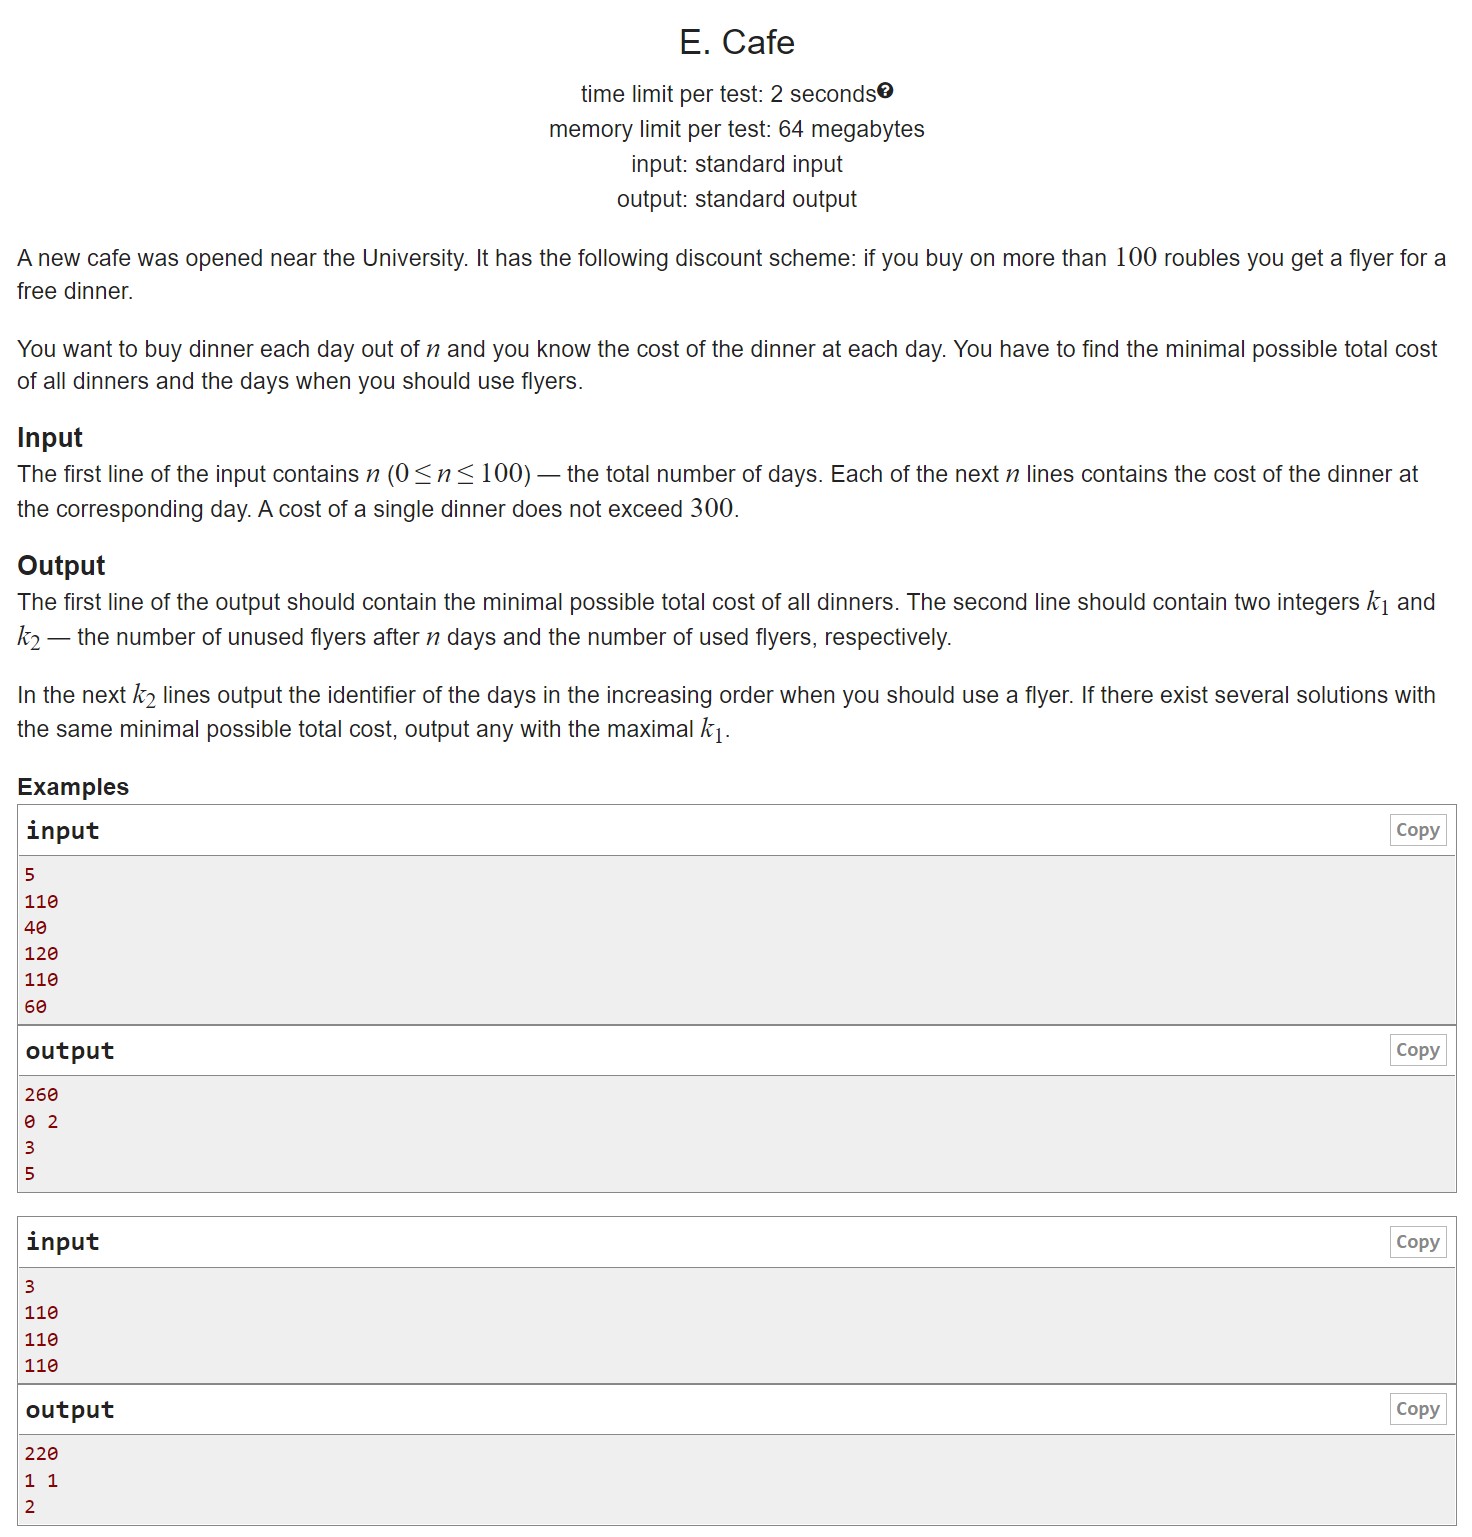 E. Cafe
time limit per test: 2 seconds
memory limit per test: 64 megabytes
input: standard input
output: standard output
A new cafe was opened near the University. It has the following discount scheme: if you buy on more than 100 roubles you get a flyer for a
free dinner.
You want to buy dinner each day out of n and you know the cost of the dinner at each day. You have to find the minimal possible total cost
of all dinners and the days when you should use flyers.
Input
The first line of the input contains n (0 ≤ n ≤ 100) — the total number of days. Each of the next n lines contains the cost of the dinner at
the corresponding day. A cost of a single dinner does not exceed 300.
Output
The first line of the output should contain the minimal possible total cost of all dinners. The second line should contain two integers k₁ and
k₂ — the number of unused flyers after n days and the number of used flyers, respectively.
In the next k₂ lines output the identifier of the days in the increasing order when you should use a flyer. If there exist several solutions with
the same minimal possible total cost, output any with the maximal k₁.
Examples
input Copy
5
110
40
120
110
60
output Copy
260
0 2
3
5
input Copy
3
110
110
110
output Copy
220
1 1
2